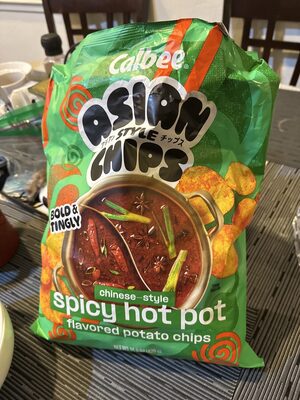 Calbee®
ASIAN
STYLE チップス
CHIPS
BOLD &
TINGLY
chinese-style
spicy hot pot
flavored potato chips